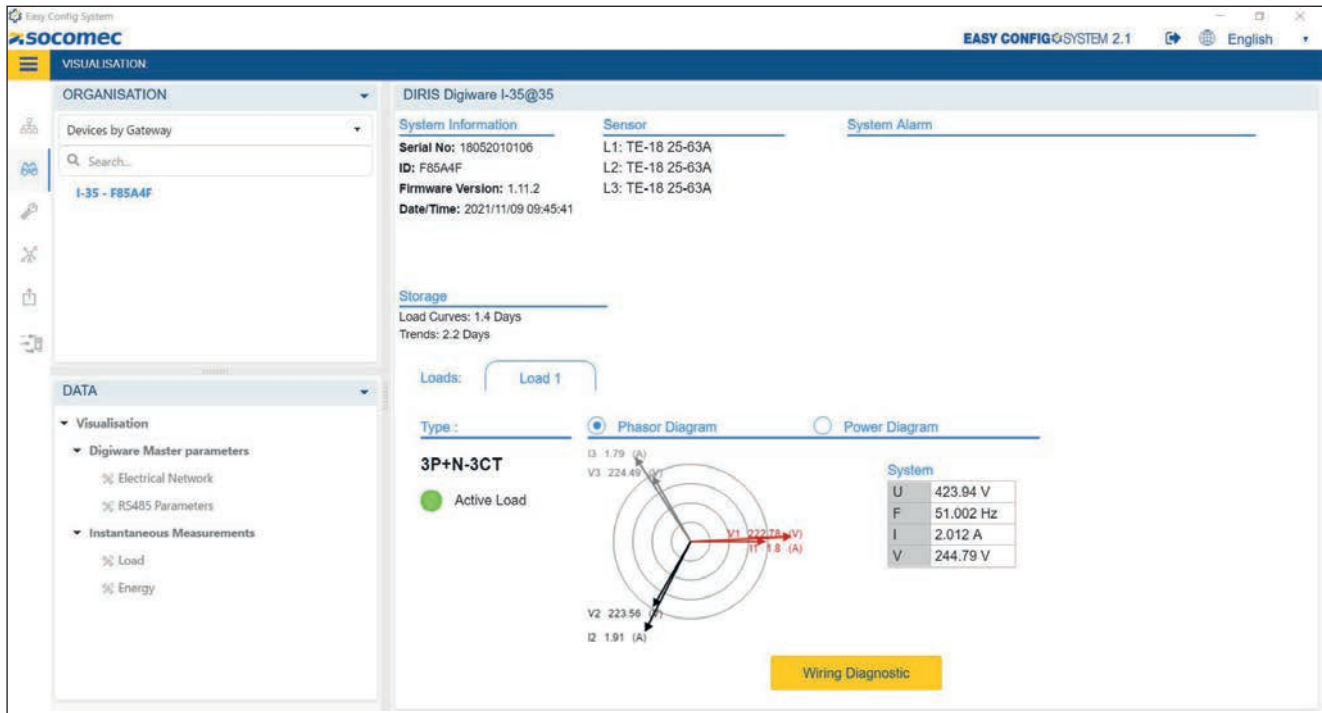 Easy Config System
socomec
EASY CONFIG SYSTEM 2.1
English
VISUALISATION
ORGANISATION
Devices by Gateway
Search...
I-35 - F85A4F
DATA
Visualisation
Digiware Master parameters
Electrical Network
RS485 Parameters
Instantaneous Measurements
Load
Energy
DIRIS Digiware I-35@35
System Information
Serial No: 18052010106
ID: F85A4F
Firmware Version: 1.11.2
Date/Time: 2021/11/09 09:45:41
Sensor
L1: TE-18 25-63A
L2: TE-18 25-63A
L3: TE-18 25-63A
System Alarm
Storage
Load Curves: 1.4 Days
Trends: 2.2 Days
Loads:
Load 1
Type :
3P+N-3CT
Active Load
Phasor Diagram
Power Diagram
I3 1.79 (A)
V3 224.49 (V)
V1 222.78 (V)
I1 1.8 (A)
V2 223.56 (V)
I2 1.91 (A)
System
U 423.94 V
F 51.002 Hz
I 2.012 A
V 244.79 V
Wiring Diagnostic